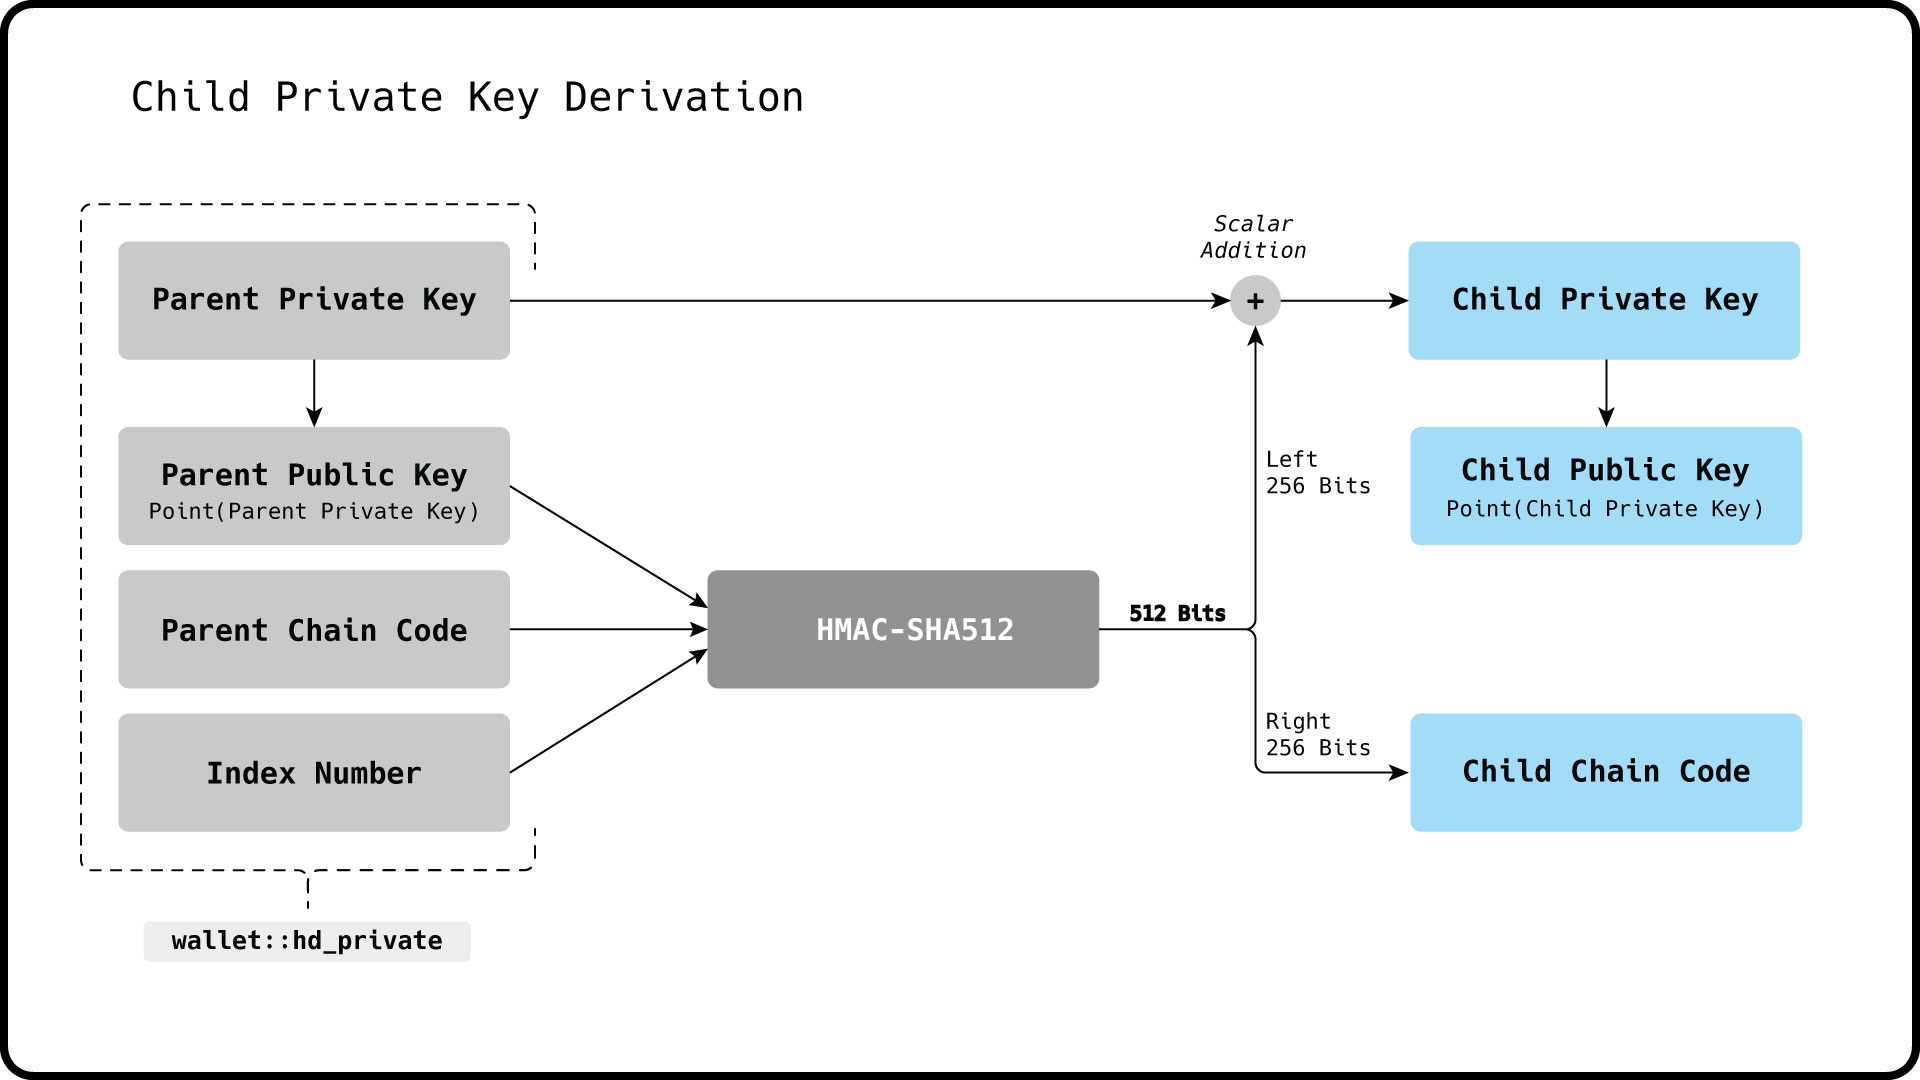 Child Private Key Derivation
Scalar
Addition
Parent Private Key
+
Child Private Key
Parent Public Key
Point(Parent Private Key)
Left
256 Bits
Child Public Key
Point(Child Private Key)
Parent Chain Code
HMAC-SHA512
512 Bits
Index Number
Right
256 Bits
Child Chain Code
wallet::hd_private